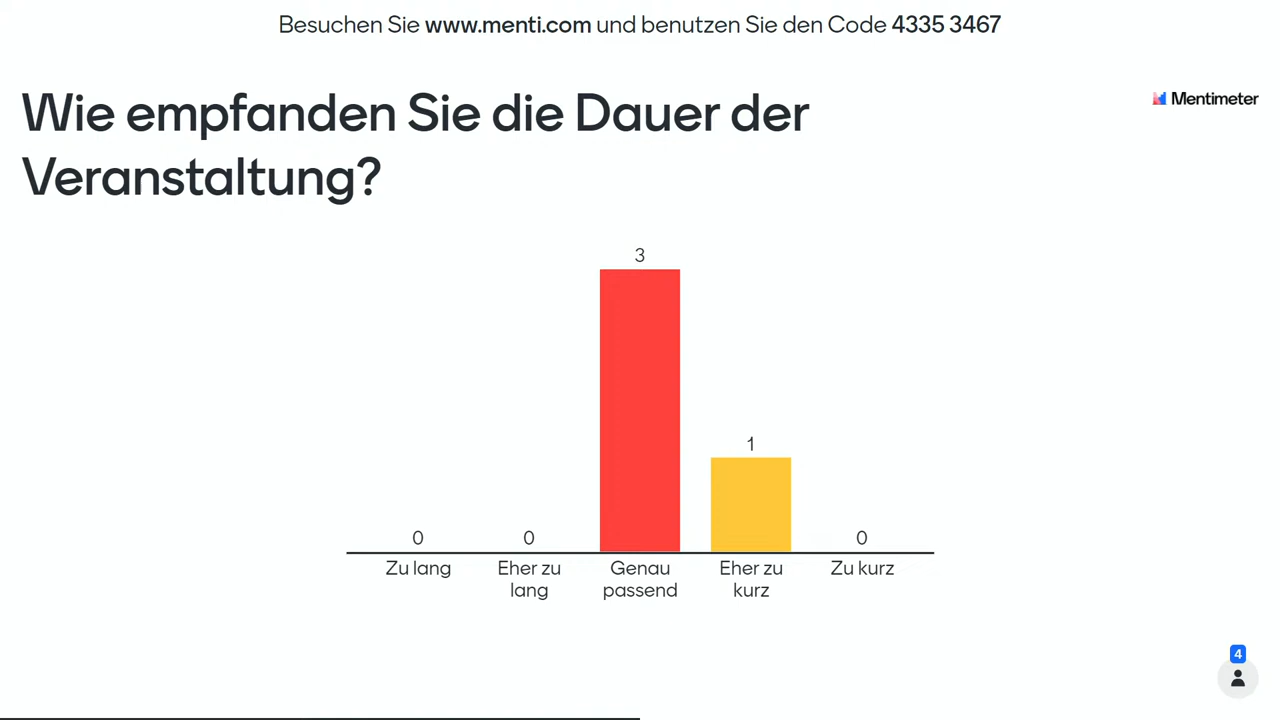 Besuchen Sie www.menti.com und benutzen Sie den Code 4335 3467
Wie empfanden Sie die Dauer der
Veranstaltung?
Mentimeter
3
1
0
0
0
Zu lang
Eher zu
lang
Genau
passend
Eher zu
kurz
Zu kurz
4